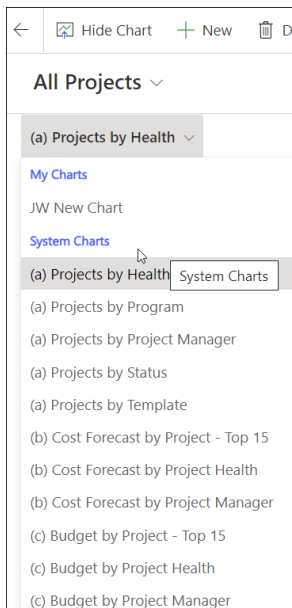 Hide Chart New D
All Projects
(a) Projects by Health
My Charts
JW New Chart
System Charts
(a) Projects by Health System Charts
(a) Projects by Program
(a) Projects by Project Manager
(a) Projects by Status
(a) Projects by Template
(b) Cost Forecast by Project - Top 15
(b) Cost Forecast by Project Health
(b) Cost Forecast by Project Manager
(c) Budget by Project - Top 15
(c) Budget by Project Health
(c) Budget by Project Manager